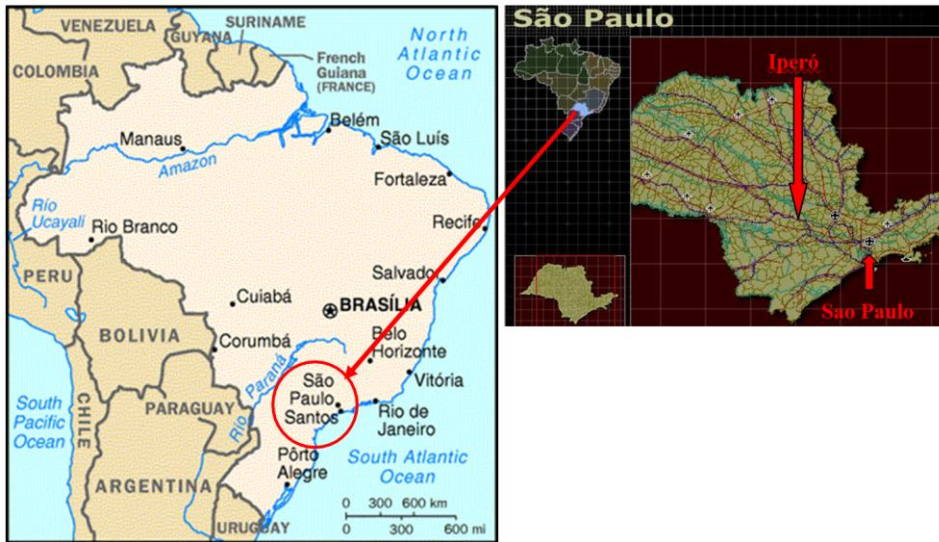 VENEZUELA
SURINAME
GUYANA
COLOMBIA
French
Guiana
(FRANCE)
North
Atlantic
Ocean
Belém
Manaus
São Luís
Amazon
Fortaleza
Río
Ucayali
Rio Branco
Recife
PERU
Salvador
Cuiabá
BRASÍLIA
BOLIVIA
Belo
Horizonte
Corumbá
Río Paraná
Vitória
São
Paulo
Santos
PARAGUAY
Rio de
Janeiro
South
Pacific
Ocean
CHILE
Pôrto
Alegre
South Atlantic
Ocean
ARGENTINA
0 300 600 km
0 300 600 mi
URUGUAY
São Paulo
Iperó
Sao Paulo